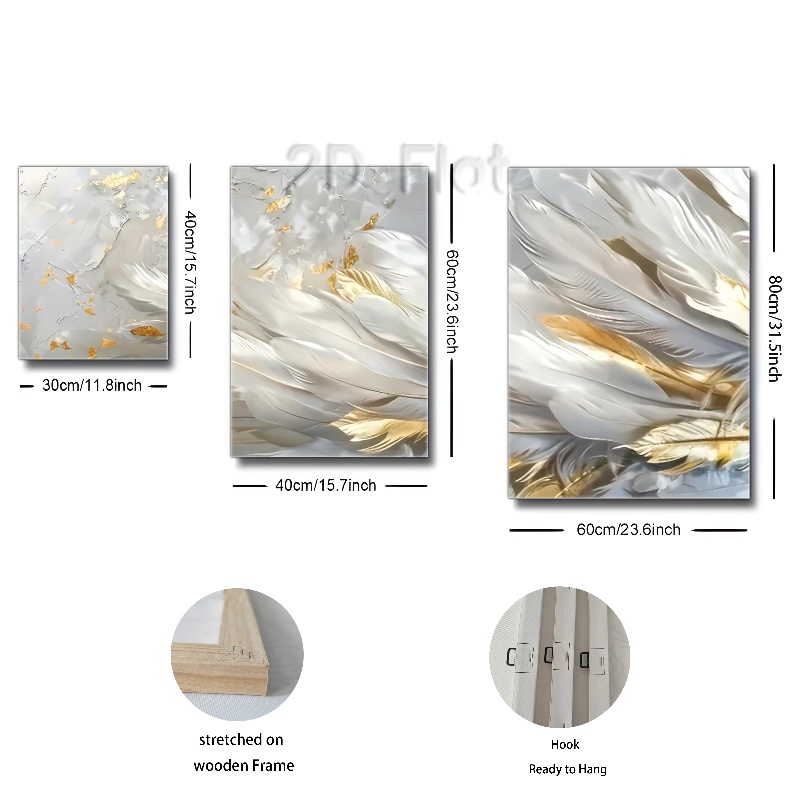 2D Flat
40cm/15.7inch
30cm/11.8inch
60cm/23.6inch
40cm/15.7inch
80cm/31.5inch
60cm/23.6inch
stretched on
wooden Frame
Hook
Ready to Hang